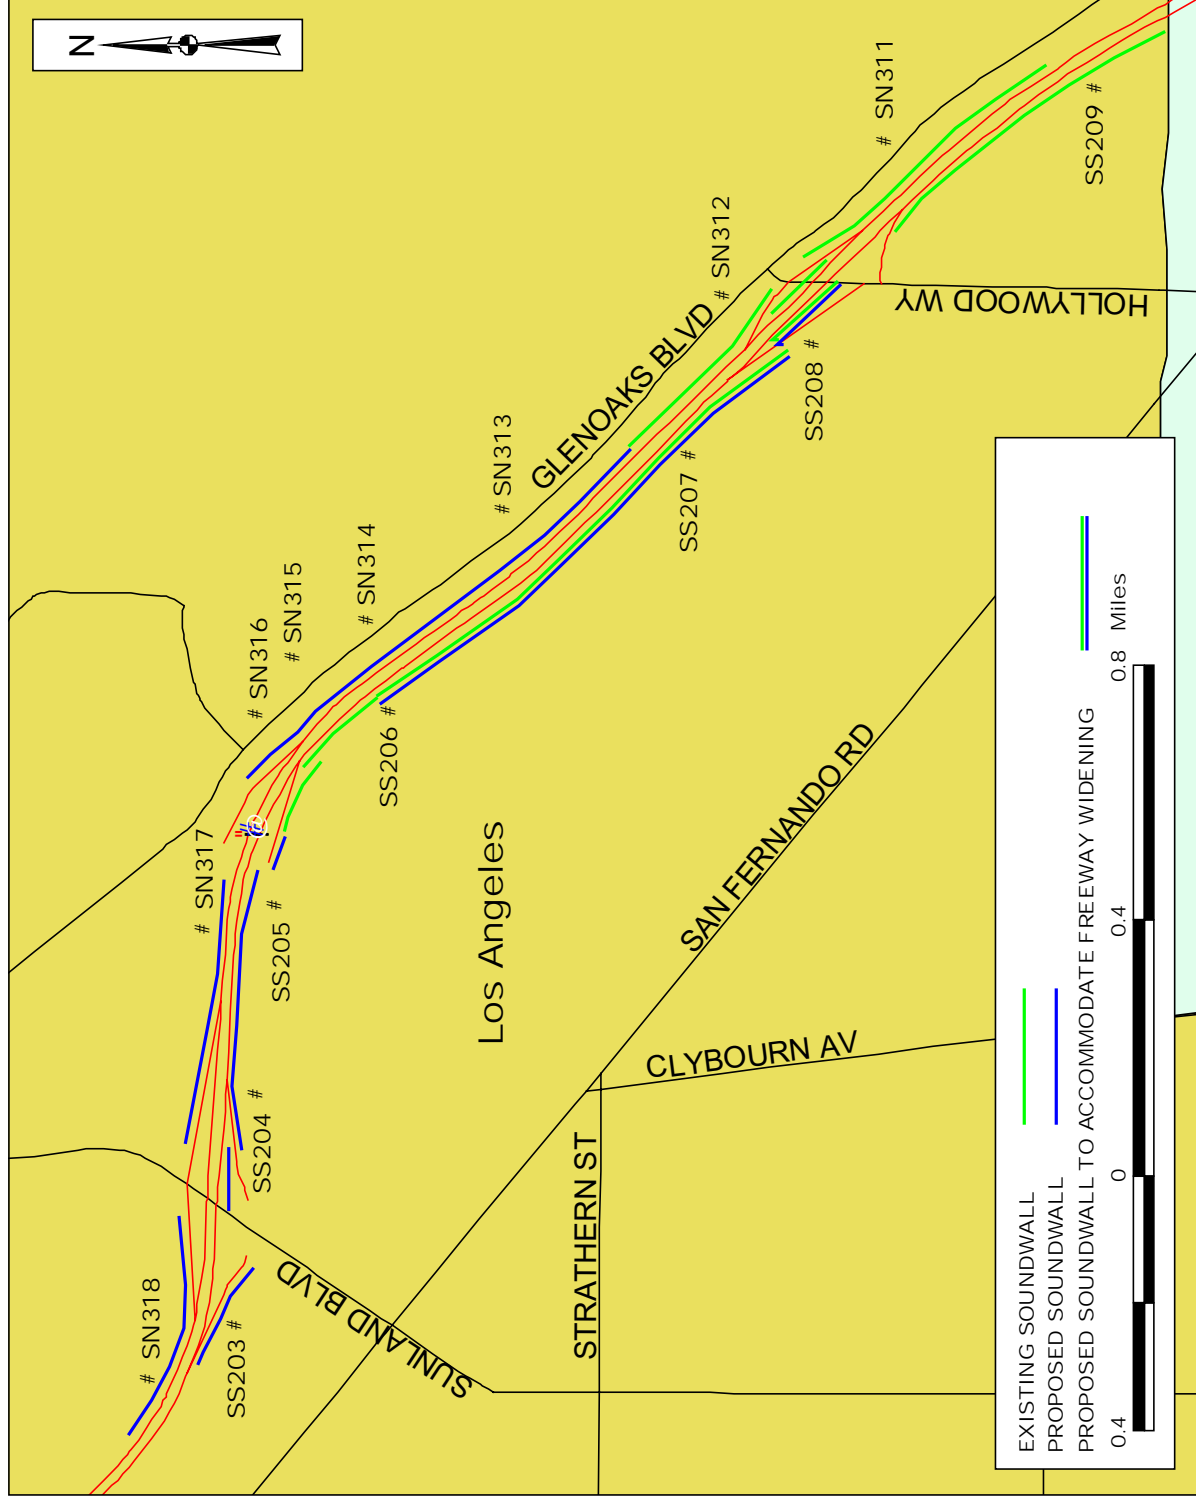 N
# SN311
SS209 #
# SN312
HOLLYWOOD WY
GLENOAKS BLVD
SS208 #
# SN313
SS207 #
# SN314
# SN315
# SN316
SS206 #
# SN317
SS205 #
Los Angeles
SAN FERNANDO RD
SS204 #
CLYBOURN AV
STRATHERN ST
# SN318
SS203 #
SUNLAND BLVD
EXISTING SOUNDWALL
PROPOSED SOUNDWALL
PROPOSED SOUNDWALL TO ACCOMMODATE FREEWAY WIDENING
0.4 0 0.4 0.8 Miles